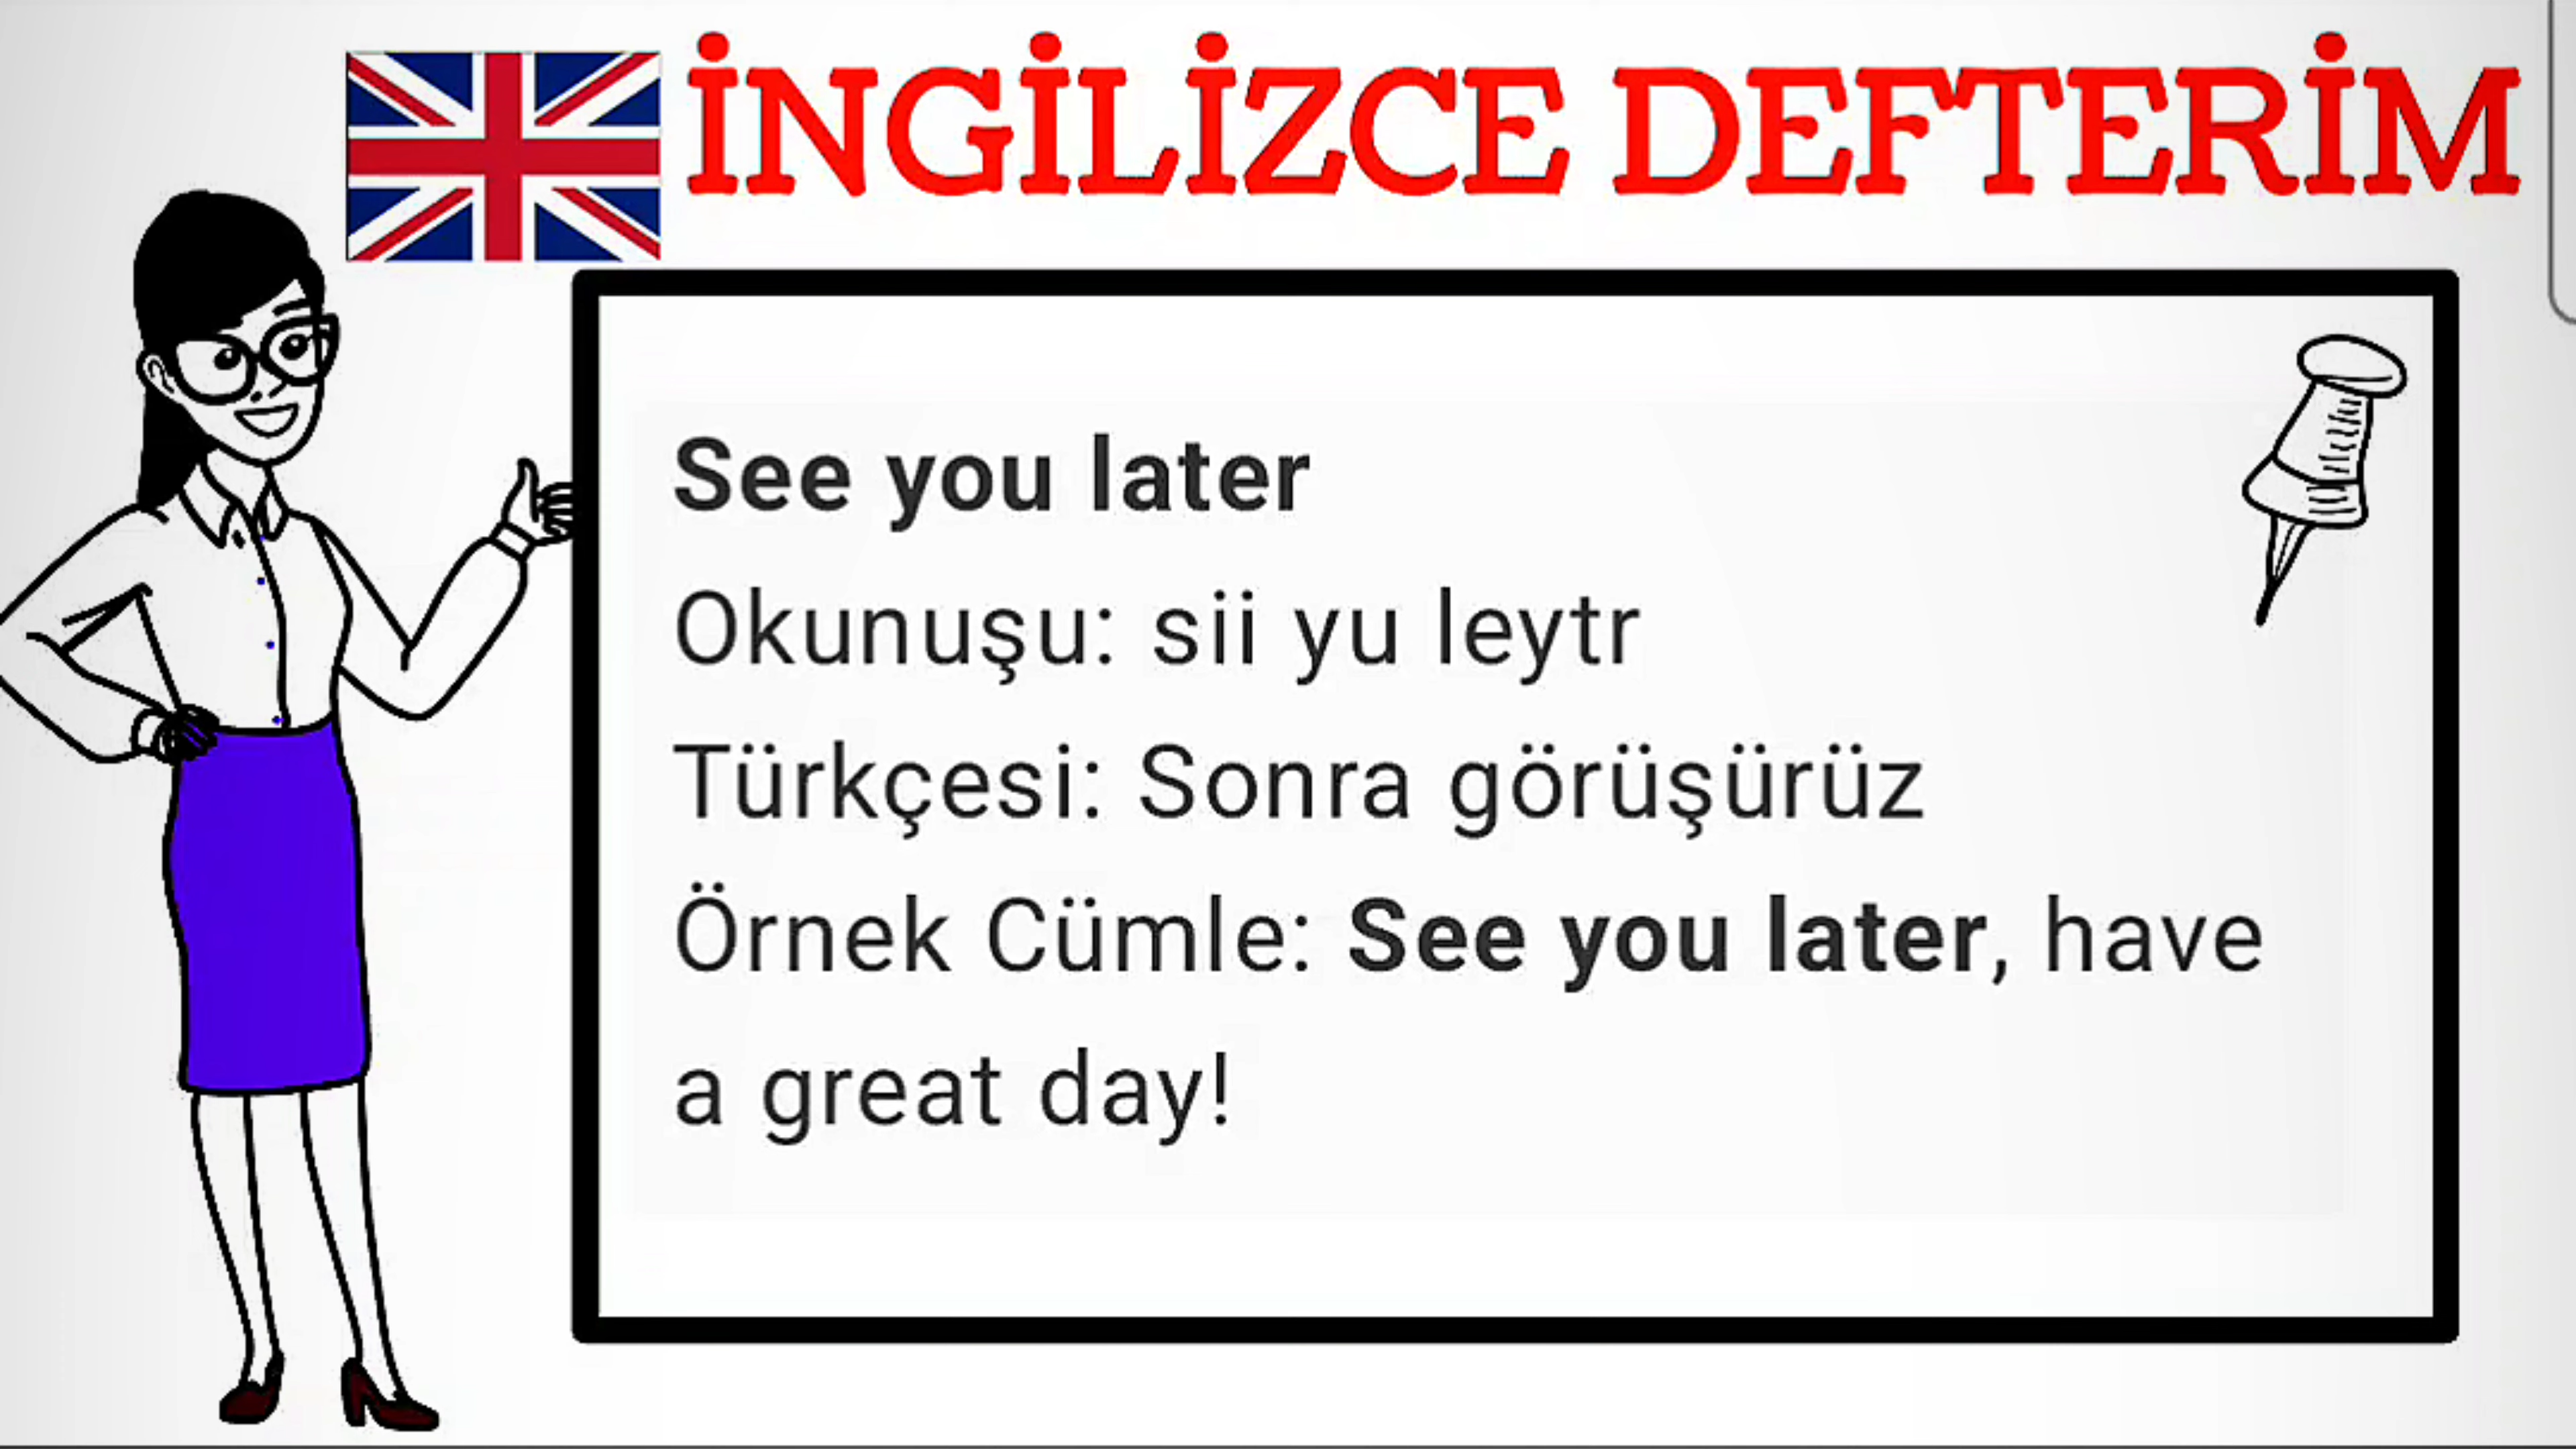 İNGİLİZCE DEFTERİM
See you later
Okunuşu: sii yu leytr
Türkçesi: Sonra görüşürüz
Örnek Cümle: See you later, have
a great day!